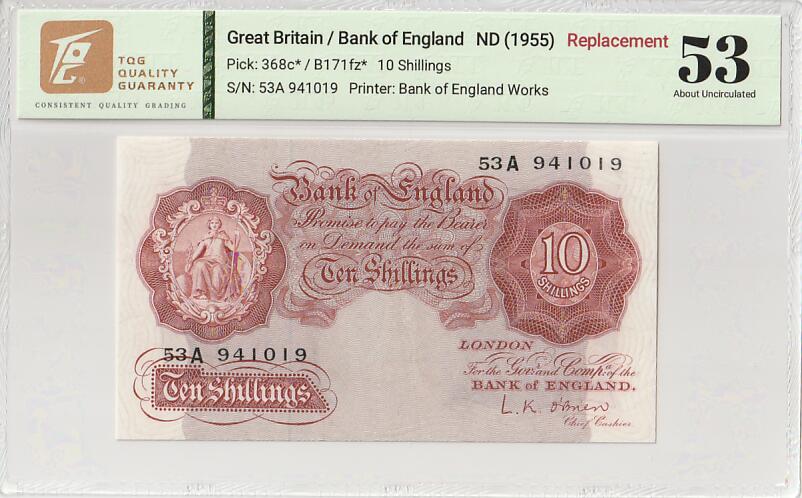 TQG
QUALITY
GUARANTY
CONSISTENT QUALITY GRADING
Great Britain / Bank of England ND (1955) Replacement
Pick: 368c* / B171fz* 10 Shillings
S/N: 53A 941019 Printer: Bank of England Works
53
About Uncirculated
53A 941019
Bank of England
Promise to pay the Bearer
on Demand the sum of
Ten Shillings
10
SHILLINGS
53A 941019
Ten Shillings
LONDON
For the Govr. and Compa. of the
BANK of ENGLAND.
L. K. O'Brien
Chief Cashier.